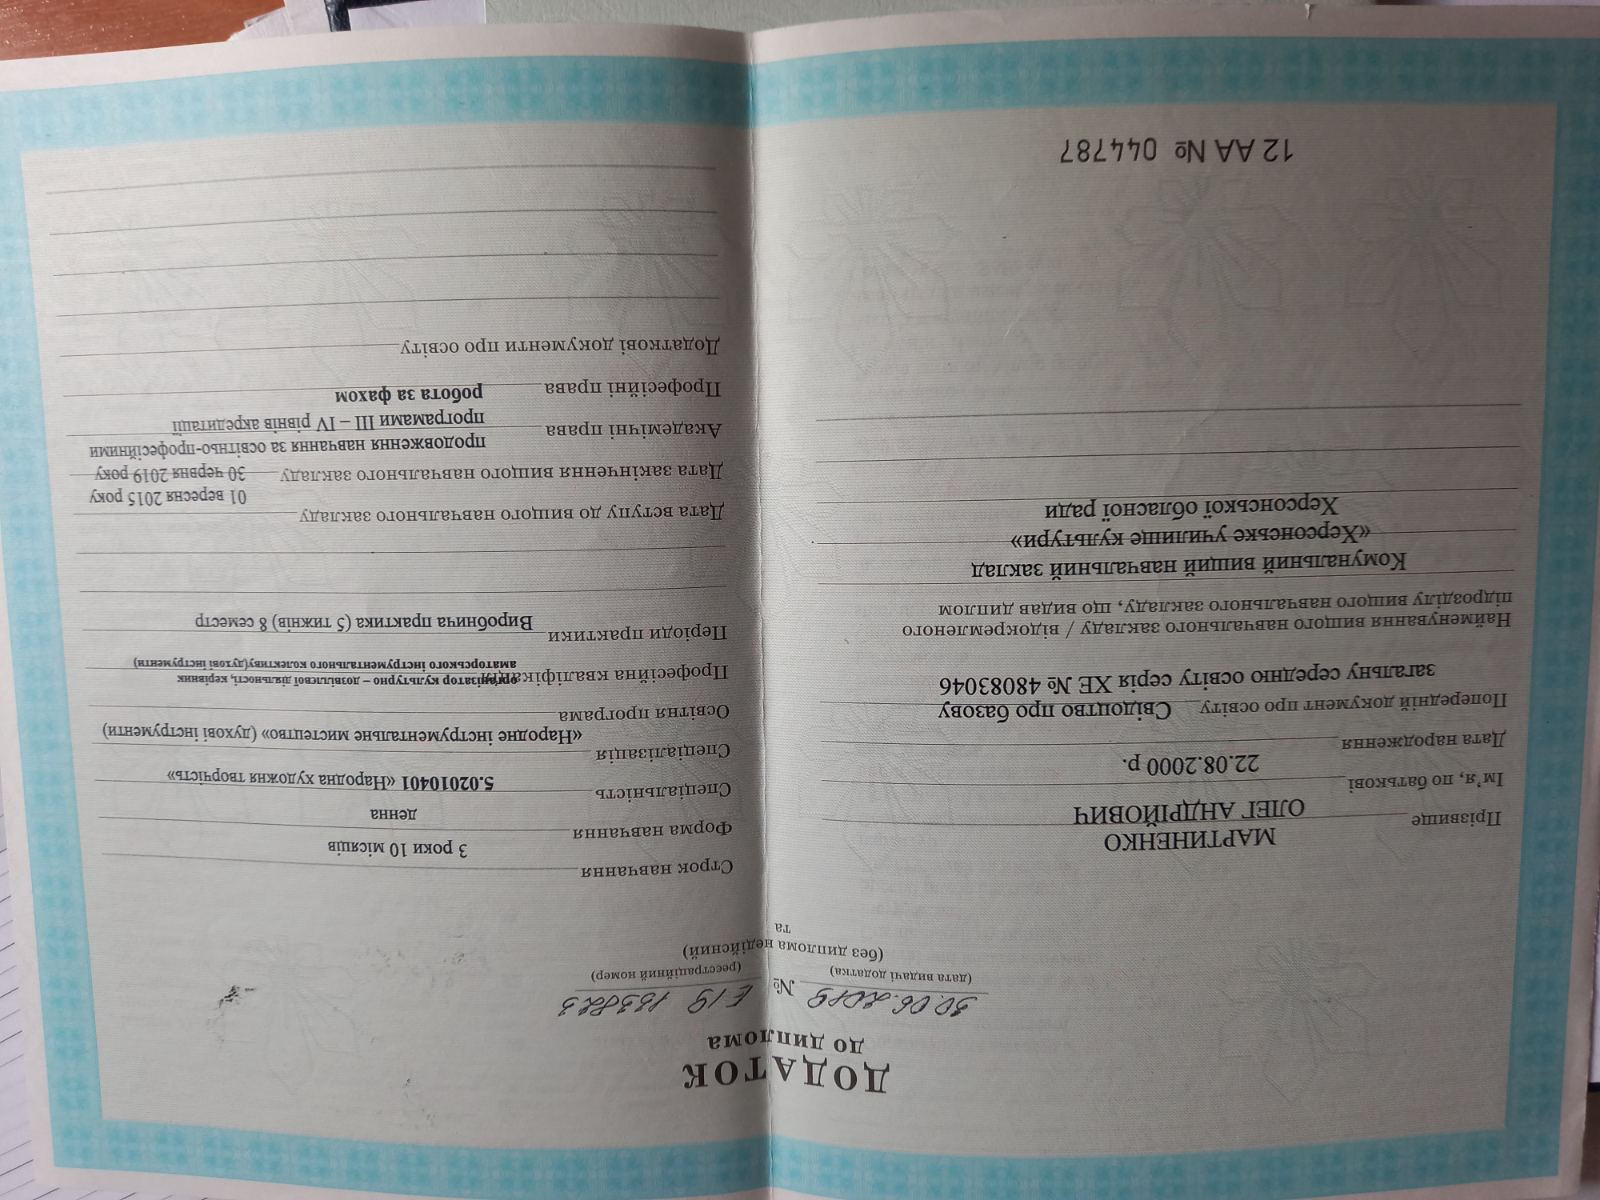 ДОДАТОК
до диплома
30.06.2019 № Е19 133823
(дата видачі додатка) (реєстраційний номер)
(без диплома недійсний)
та
Прізвище МАРТИНЕНКО
Ім'я, по батькові ОЛЕГ АНДРІЙОВИЧ
Дата народження 22.08.2000 р.
Попередній документ про освіту Свідоцтво про базову
загальну середню освіту серія ХЕ № 48083046
Найменування вищого навчального закладу / відокремленого
підрозділу вищого навчального закладу, що видав диплом
Комунальний вищий навчальний заклад
«Херсонське училище культури»
Херсонської обласної ради
12 АА № 044787
Строк навчання 3 роки 10 місяців
Форма навчання денна
Спеціальність 5.02010401 «Народна художня творчість»
Спеціалізація «Народне інструментальне мистецтво» (духові інструменти)
Освітня програма
Професійна кваліфікація організатор культурно – дозвіллєвої діяльності, керівник
аматорського інструментального колективу(духові інструменти)
Періоди практики Виробнича практика (5 тижнів) 8 семестр
Дата вступу до вищого навчального закладу 01 вересня 2015 року
Дата закінчення вищого навчального закладу 30 червня 2019 року
Академічні права продовження навчання за освітньо-професійними
програмами III – IV рівнів акредитації
Професійні права робота за фахом
Додаткові документи про освіту